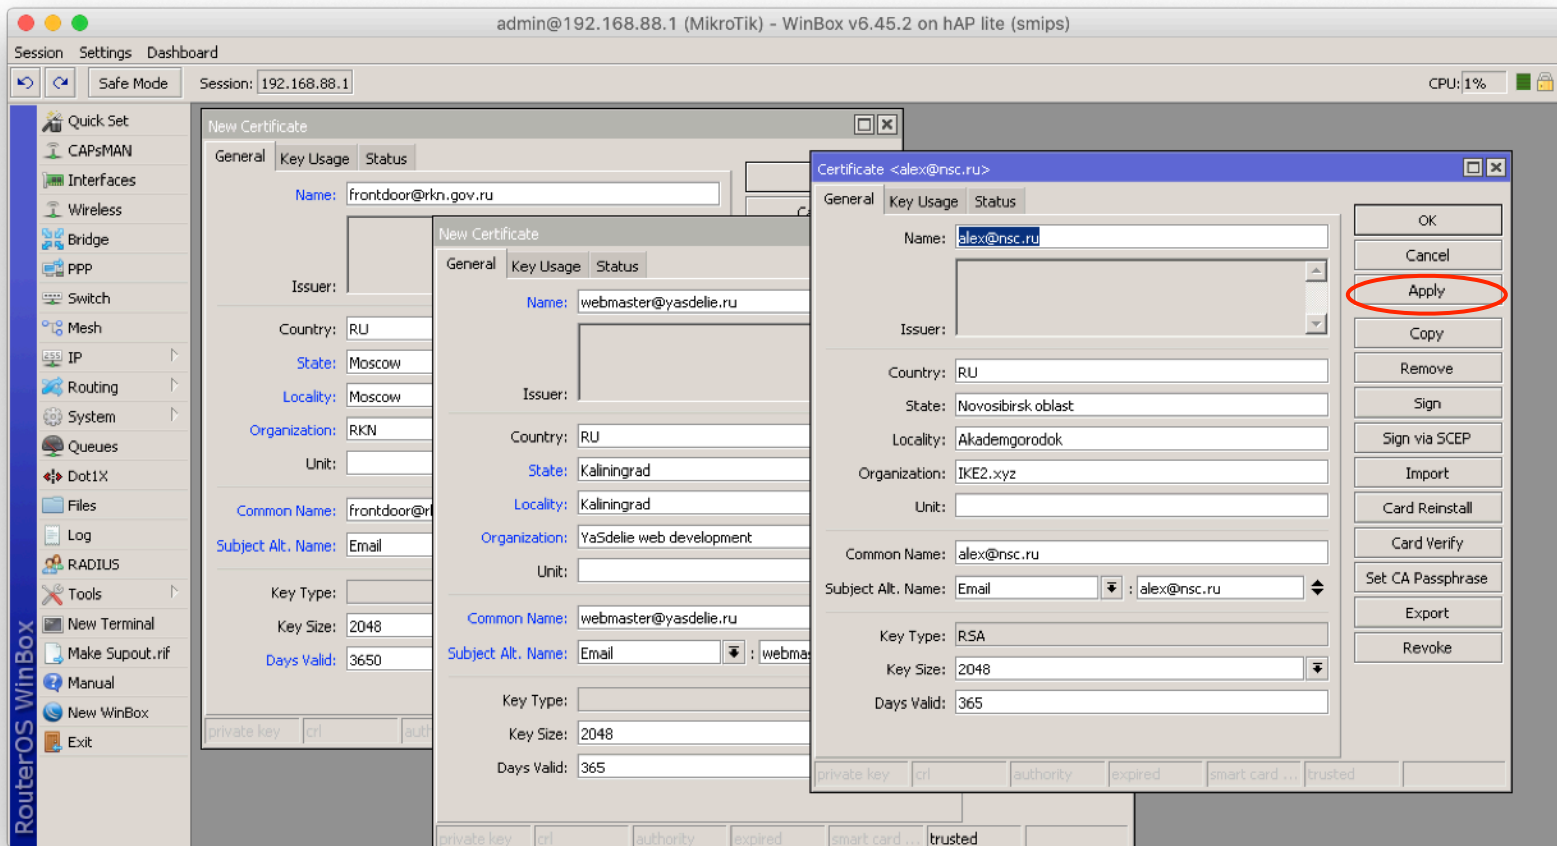 admin@192.168.88.1 (MikroTik) - WinBox v6.45.2 on hAP lite (smips)
Session Settings Dashboard
Safe Mode Session: 192.168.88.1 CPU: 1%
RouterOS WinBox
Quick Set
CAPsMAN
Interfaces
Wireless
Bridge
PPP
Switch
Mesh
IP
Routing
System
Queues
Dot1X
Files
Log
RADIUS
Tools
New Terminal
Make Supout.rif
Manual
New WinBox
Exit
New Certificate
General Key Usage Status
Name: frontdoor@rkn.gov.ru
Issuer:
Country: RU
State: Moscow
Locality: Moscow
Organization: RKN
Unit:
Common Name: frontdoor@r
Subject Alt. Name: Email
Key Type:
Key Size: 2048
Days Valid: 3650
private key crl auth
New Certificate
General Key Usage Status
Name: webmaster@yasdelie.ru
Issuer:
Country: RU
State: Kaliningrad
Locality: Kaliningrad
Organization: YaSdelie web development
Unit:
Common Name: webmaster@yasdelie.ru
Subject Alt. Name: Email : webmas
Key Type:
Key Size: 2048
Days Valid: 365
private key crl authority expired smart card ... trusted
Certificate <alex@nsc.ru>
General Key Usage Status
Name: alex@nsc.ru
Issuer:
Country: RU
State: Novosibirsk oblast
Locality: Akademgorodok
Organization: IKE2.xyz
Unit:
Common Name: alex@nsc.ru
Subject Alt. Name: Email : alex@nsc.ru
Key Type: RSA
Key Size: 2048
Days Valid: 365
private key crl authority expired smart card ... trusted
OK
Cancel
Apply
Copy
Remove
Sign
Sign via SCEP
Import
Card Reinstall
Card Verify
Set CA Passphrase
Export
Revoke